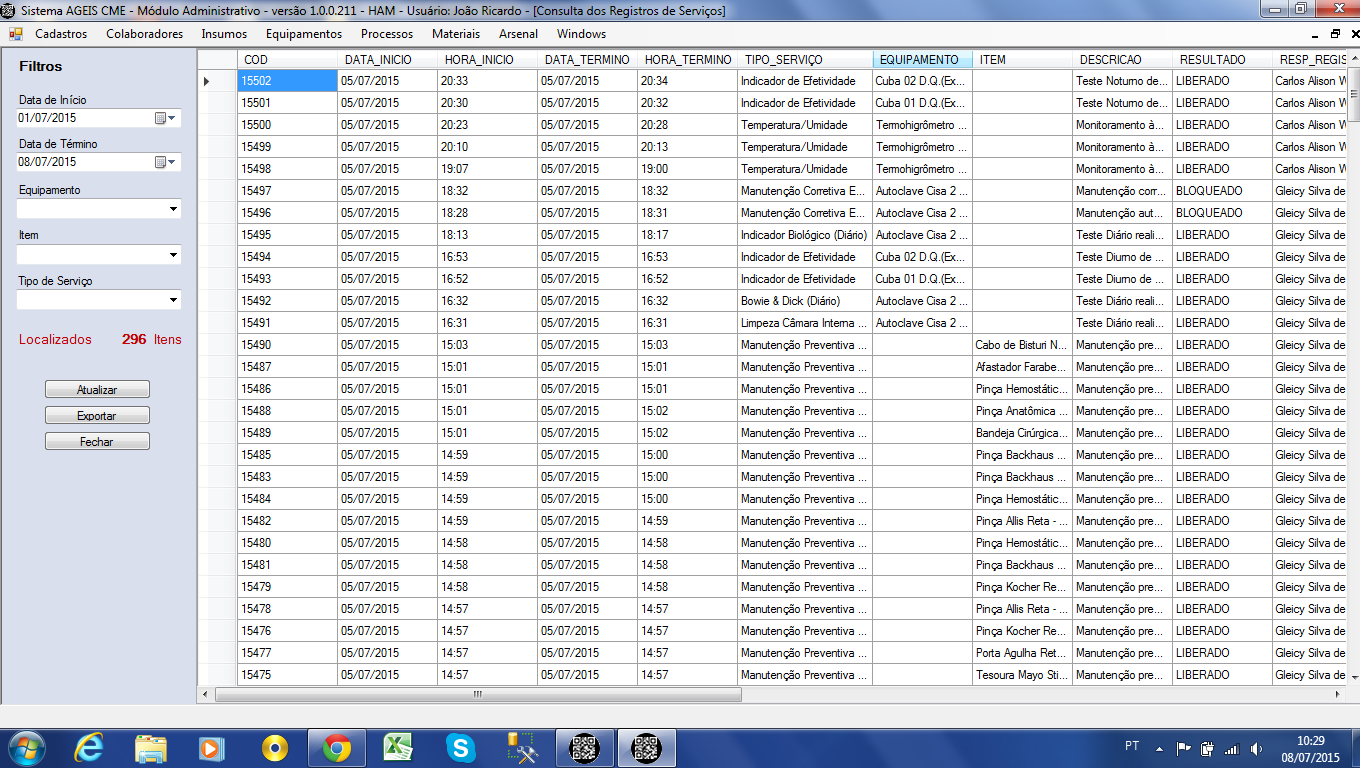 Sistema AGEIS CME - Módulo Administrativo - versão 1.0.0.211 - HAM - Usuário: João Ricardo - [Consulta dos Registros de Serviços]
Cadastros Colaboradores Insumos Equipamentos Processos Materiais Arsenal Windows
Filtros
Data de Início
01/07/2015
Data de Término
08/07/2015
Equipamento
Item
Tipo de Serviço
Localizados 296 Itens
Atualizar
Exportar
Fechar
COD DATA_INICIO HORA_INICIO DATA_TERMINO HORA_TERMINO TIPO_SERVIÇO EQUIPAMENTO ITEM DESCRICAO RESULTADO RESP_REGIS
15502 05/07/2015 20:33 05/07/2015 20:34 Indicador de Efetividade Cuba 02 D.Q.(Ex... Teste Noturno de... LIBERADO Carlos Alison W
15501 05/07/2015 20:30 05/07/2015 20:32 Indicador de Efetividade Cuba 01 D.Q.(Ex... Teste Noturno de... LIBERADO Carlos Alison W
15500 05/07/2015 20:23 05/07/2015 20:28 Temperatura/Umidade Termohigrômetro ... Monitoramento à... LIBERADO Carlos Alison W
15499 05/07/2015 20:10 05/07/2015 20:13 Temperatura/Umidade Termohigrômetro ... Monitoramento à... LIBERADO Carlos Alison W
15498 05/07/2015 19:07 05/07/2015 19:00 Temperatura/Umidade Termohigrômetro ... Monitoramento à... LIBERADO Carlos Alison W
15497 05/07/2015 18:32 05/07/2015 18:32 Manutenção Corretiva E... Autoclave Cisa 2 ... Manutenção corr... BLOQUEADO Gleicy Silva de
15496 05/07/2015 18:28 05/07/2015 18:31 Manutenção Corretiva E... Autoclave Cisa 2 ... Manutenção aut... BLOQUEADO Gleicy Silva de
15495 05/07/2015 18:13 05/07/2015 18:17 Indicador Biológico (Diário) Autoclave Cisa 2 ... Teste Diário reali... LIBERADO Gleicy Silva de
15494 05/07/2015 16:53 05/07/2015 16:53 Indicador de Efetividade Cuba 02 D.Q.(Ex... Teste Diurno de ... LIBERADO Gleicy Silva de
15493 05/07/2015 16:52 05/07/2015 16:52 Indicador de Efetividade Cuba 01 D.Q.(Ex... Teste Diurno de ... LIBERADO Gleicy Silva de
15492 05/07/2015 16:32 05/07/2015 16:32 Bowie & Dick (Diário) Autoclave Cisa 2 ... Teste Diário reali... LIBERADO Gleicy Silva de
15491 05/07/2015 16:31 05/07/2015 16:31 Limpeza Câmara Interna ... Autoclave Cisa 2 ... Teste Diário reali... LIBERADO Gleicy Silva de
15490 05/07/2015 15:03 05/07/2015 15:03 Manutenção Preventiva ... Cabo de Bisturi N... Manutenção pre... LIBERADO Gleicy Silva de
15487 05/07/2015 15:01 05/07/2015 15:01 Manutenção Preventiva ... Afastador Farabe... Manutenção pre... LIBERADO Gleicy Silva de
15486 05/07/2015 15:01 05/07/2015 15:01 Manutenção Preventiva ... Pinça Hemostátic... Manutenção pre... LIBERADO Gleicy Silva de
15488 05/07/2015 15:01 05/07/2015 15:02 Manutenção Preventiva ... Pinça Anatômica ... Manutenção pre... LIBERADO Gleicy Silva de
15489 05/07/2015 15:01 05/07/2015 15:02 Manutenção Preventiva ... Bandeja Cirúrgica... Manutenção pre... LIBERADO Gleicy Silva de
15485 05/07/2015 14:59 05/07/2015 15:00 Manutenção Preventiva ... Pinça Backhaus ... Manutenção pre... LIBERADO Gleicy Silva de
15483 05/07/2015 14:59 05/07/2015 15:00 Manutenção Preventiva ... Pinça Backhaus ... Manutenção pre... LIBERADO Gleicy Silva de
15484 05/07/2015 14:59 05/07/2015 15:00 Manutenção Preventiva ... Pinça Hemostátic... Manutenção pre... LIBERADO Gleicy Silva de
15482 05/07/2015 14:59 05/07/2015 14:59 Manutenção Preventiva ... Pinça Allis Reta - ... Manutenção pre... LIBERADO Gleicy Silva de
15480 05/07/2015 14:58 05/07/2015 14:58 Manutenção Preventiva ... Pinça Hemostátic... Manutenção pre... LIBERADO Gleicy Silva de
15481 05/07/2015 14:58 05/07/2015 14:58 Manutenção Preventiva ... Pinça Backhaus ... Manutenção pre... LIBERADO Gleicy Silva de
15479 05/07/2015 14:58 05/07/2015 14:58 Manutenção Preventiva ... Pinça Kocher Re... Manutenção pre... LIBERADO Gleicy Silva de
15478 05/07/2015 14:57 05/07/2015 14:57 Manutenção Preventiva ... Pinça Allis Reta - ... Manutenção pre... LIBERADO Gleicy Silva de
15476 05/07/2015 14:57 05/07/2015 14:57 Manutenção Preventiva ... Pinça Kocher Re... Manutenção pre... LIBERADO Gleicy Silva de
15477 05/07/2015 14:57 05/07/2015 14:57 Manutenção Preventiva ... Porta Agulha Ret... Manutenção pre... LIBERADO Gleicy Silva de
15475 05/07/2015 14:57 05/07/2015 14:57 Manutenção Preventiva ... Tesoura Mayo Sti... Manutenção pre... LIBERADO Gleicy Silva de
PT
10:29
08/07/2015